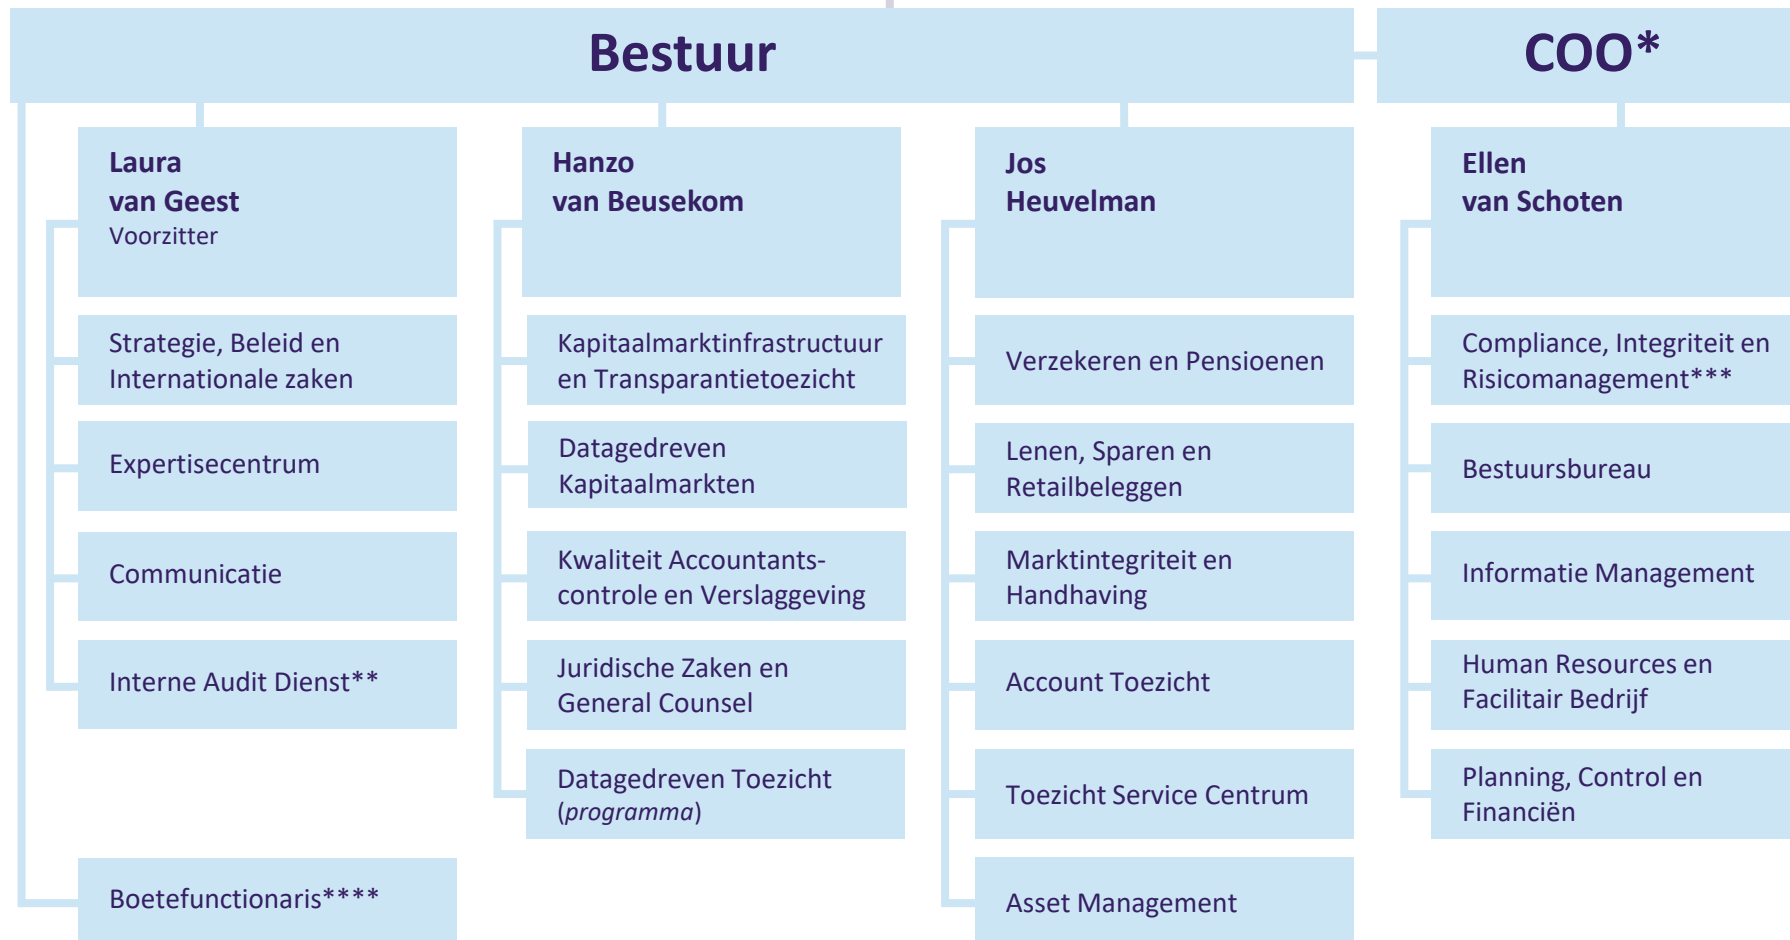 Bestuur
COO*
Laura
van Geest
Voorzitter
Strategie, Beleid en
Internationale zaken
Expertisecentrum
Communicatie
Interne Audit Dienst**
Boetefunctionaris****
Hanzo
van Beusekom
Kapitaalmarktinfrastructuur
en Transparantietoezicht
Datagedreven
Kapitaalmarkten
Kwaliteit Accountants-
controle en Verslaggeving
Juridische Zaken en
General Counsel
Datagedreven Toezicht
(programma)
Jos
Heuvelman
Verzekeren en Pensioenen
Lenen, Sparen en
Retailbeleggen
Marktintegriteit en
Handhaving
Account Toezicht
Toezicht Service Centrum
Asset Management
Ellen
van Schoten
Compliance, Integriteit en
Risicomanagement***
Bestuursbureau
Informatie Management
Human Resources en
Facilitair Bedrijf
Planning, Control en
Financiën